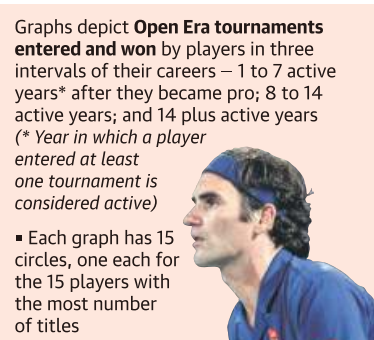 Graphs depict Open Era tournaments
entered and won by players in three
intervals of their careers – 1 to 7 active
years* after they became pro; 8 to 14
active years; and 14 plus active years
(* Year in which a player
entered at least
one tournament is
considered active)
▪ Each graph has 15
circles, one each for
the 15 players with
the most number
of titles